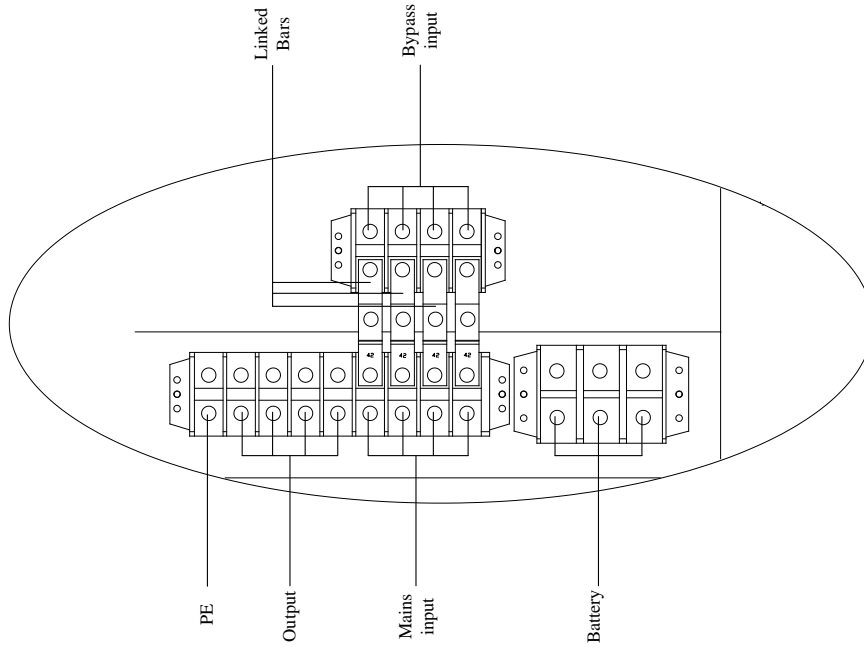 Linked
Bars
Bypass
input
42
42
42
42
PE
Output
Mains
input
Battery